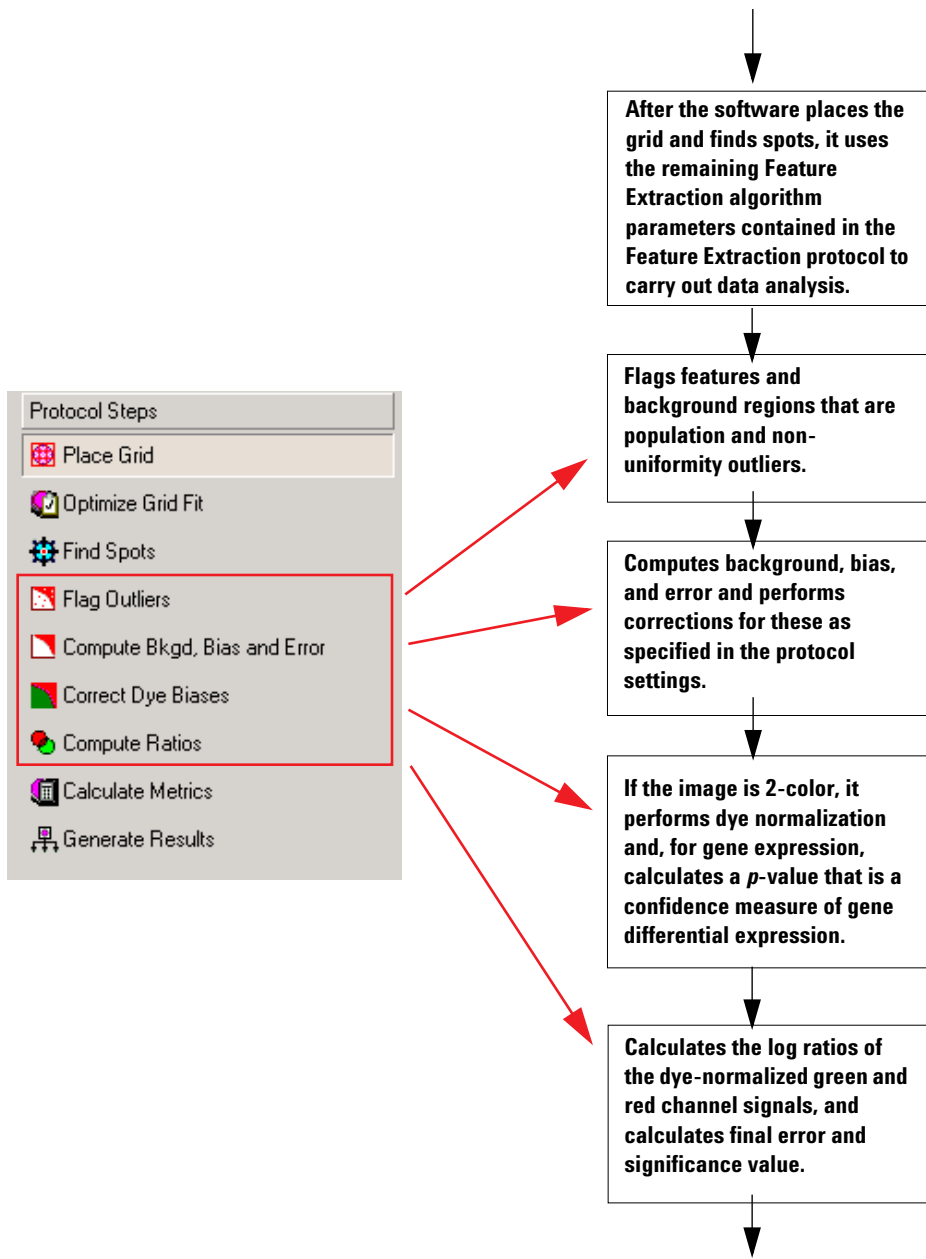 After the software places the
grid and finds spots, it uses
the remaining Feature
Extraction algorithm
parameters contained in the
Feature Extraction protocol to
carry out data analysis.
Flags features and
background regions that are
population and non-
uniformity outliers.
Protocol Steps
Place Grid
Optimize Grid Fit
Find Spots
Flag Outliers
Compute Bkgd, Bias and Error
Correct Dye Biases
Compute Ratios
Calculate Metrics
Generate Results
Computes background, bias,
and error and performs
corrections for these as
specified in the protocol
settings.
If the image is 2-color, it
performs dye normalization
and, for gene expression,
calculates a p-value that is a
confidence measure of gene
differential expression.
Calculates the log ratios of
the dye-normalized green and
red channel signals, and
calculates final error and
significance value.